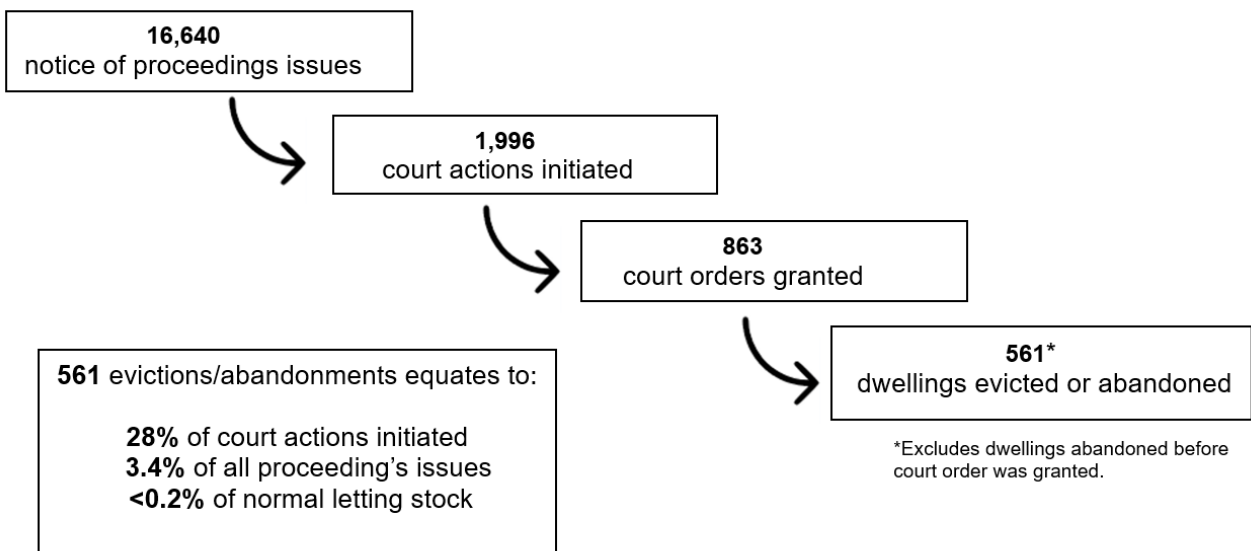 16,640
notice of proceedings issues
1,996
court actions initiated
863
court orders granted
561*
dwellings evicted or abandoned
*Excludes dwellings abandoned before
court order was granted.
561 evictions/abandonments equates to:
28% of court actions initiated
3.4% of all proceeding's issues
<0.2% of normal letting stock